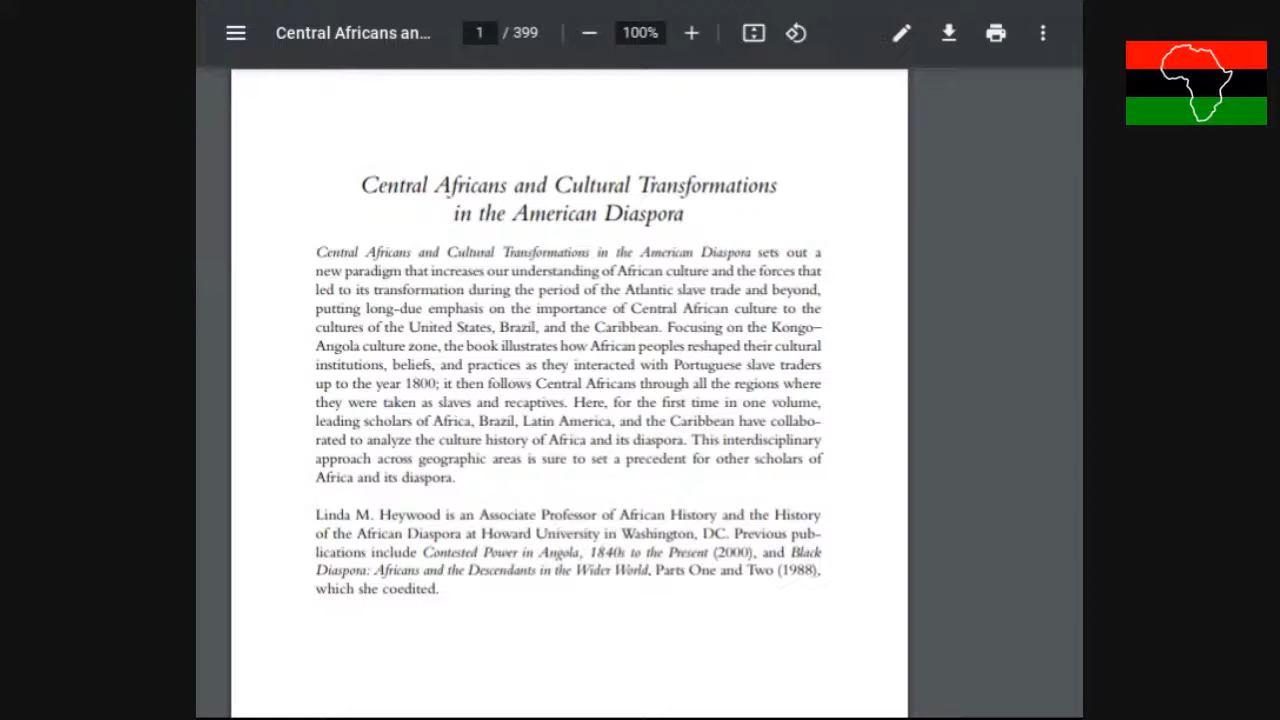 Central Africans an...
1 / 399
100%
Central Africans and Cultural Transformations
in the American Diaspora
Central Africans and Cultural Transformations in the American Diaspora sets out a
new paradigm that increases our understanding of African culture and the forces that
led to its transformation during the period of the Atlantic slave trade and beyond,
putting long-due emphasis on the importance of Central African culture to the
cultures of the United States, Brazil, and the Caribbean. Focusing on the Kongo–
Angola culture zone, the book illustrates how African peoples reshaped their cultural
institutions, beliefs, and practices as they interacted with Portuguese slave traders
up to the year 1800; it then follows Central Africans through all the regions where
they were taken as slaves and recaptives. Here, for the first time in one volume,
leading scholars of Africa, Brazil, Latin America, and the Caribbean have collabo-
rated to analyze the culture history of Africa and its diaspora. This interdisciplinary
approach across geographic areas is sure to set a precedent for other scholars of
Africa and its diaspora.
Linda M. Heywood is an Associate Professor of African History and the History
of the African Diaspora at Howard University in Washington, DC. Previous pub-
lications include Contested Power in Angola, 1840s to the Present (2000), and Black
Diaspora: Africans and the Descendants in the Wider World, Parts One and Two (1988),
which she coedited.